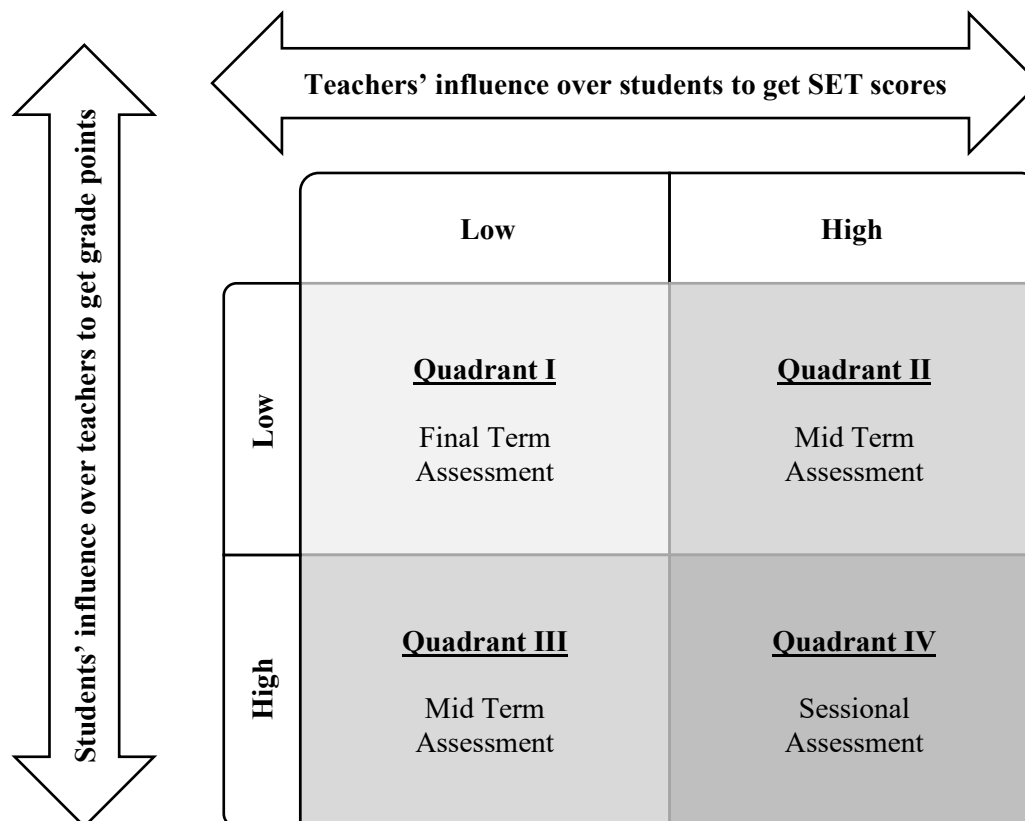 Teachers’ influence over students to get SET scores
Students’ influence over teachers to get grade points
Low
High
Low
Quadrant I
Final Term
Assessment
Quadrant II
Mid Term
Assessment
High
Quadrant III
Mid Term
Assessment
Quadrant IV
Sessional
Assessment